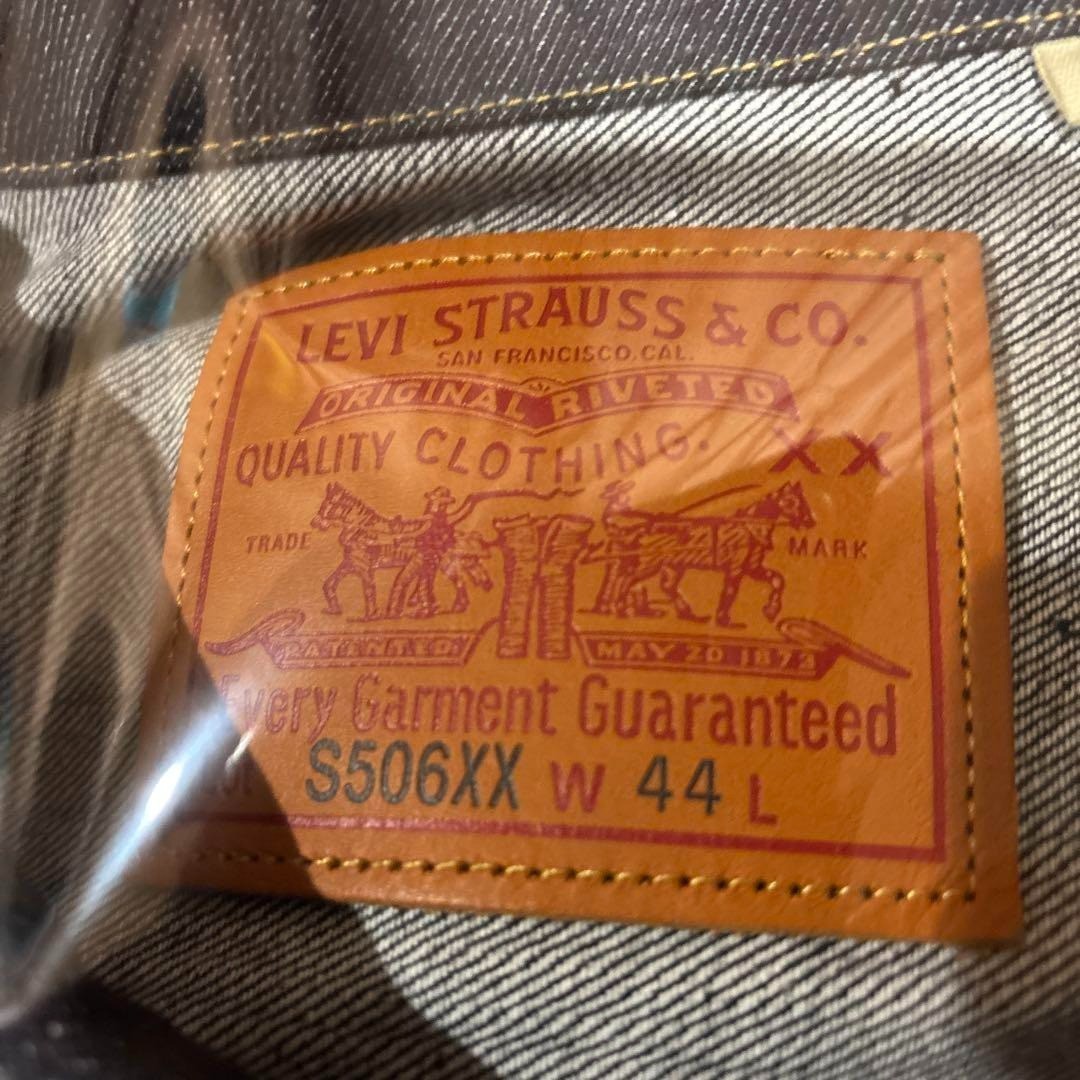 LEVI STRAUSS & CO.
SAN FRANCISCO, CAL.
ORIGINAL RIVETED
QUALITY CLOTHING. XX
TRADE MARK
PATENTED MAY 20 1873
Every Garment Guaranteed
S506XX W 44 L